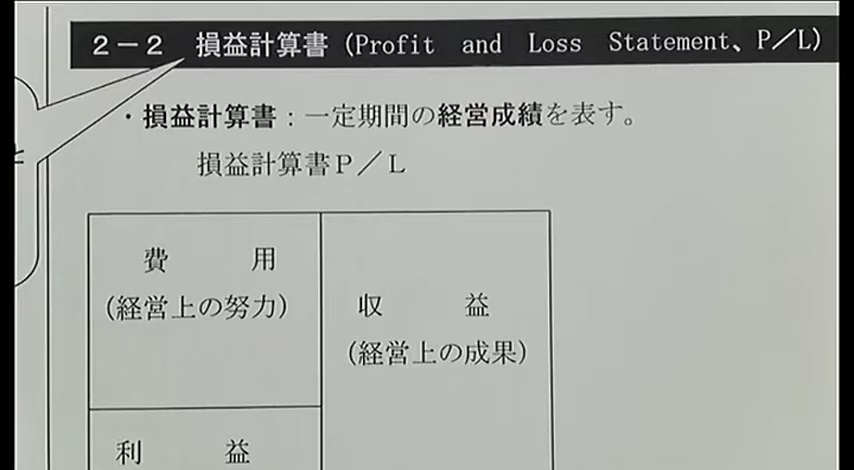 2－2　損益計算書（Profit and Loss Statement、P／L）
・損益計算書：一定期間の経営成績を表す。
損益計算書P／L
費　用
（経営上の努力）
収　益
（経営上の成果）
利　益